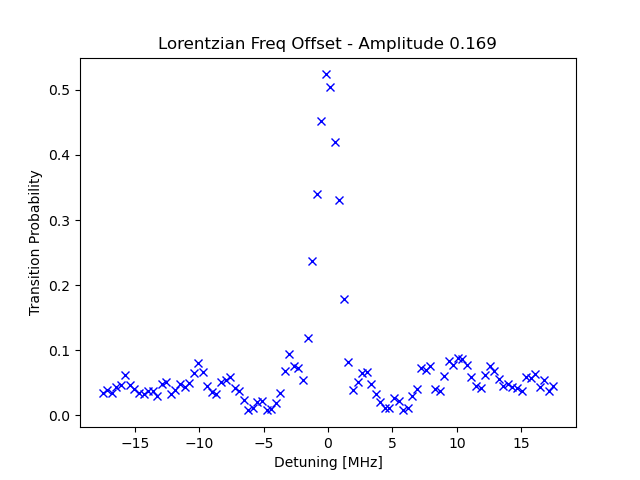 Lorentzian Freq Offset - Amplitude 0.169
Transition Probability
0.5
0.4
0.3
0.2
0.1
0.0
−15 −10 −5 0 5 10 15
Detuning [MHz]